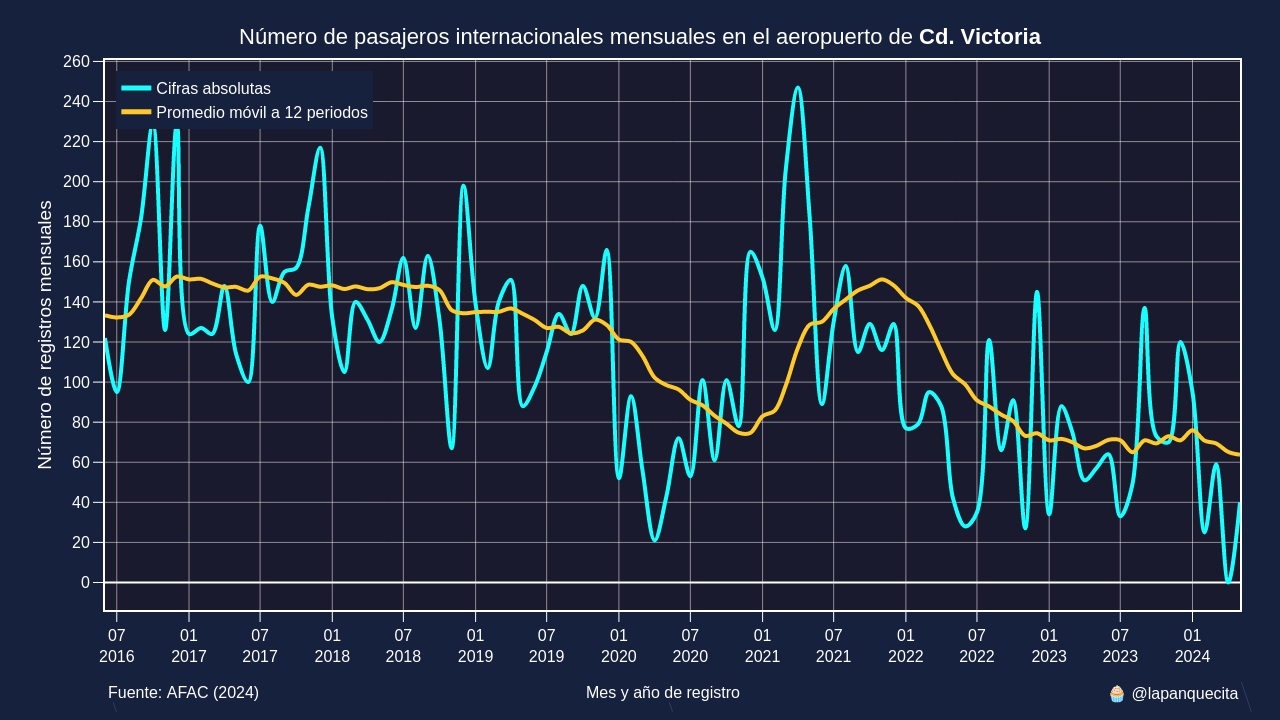 Número de pasajeros internacionales mensuales en el aeropuerto de Cd. Victoria
Cifras absolutas
Promedio móvil a 12 periodos
Número de registros mensuales
260
240
220
200
180
160
140
120
100
80
60
40
20
0
07 01 07 01 07 01 07 01 07 01 07 01 07 01 07 01
2016 2017 2017 2018 2018 2019 2019 2020 2020 2021 2021 2022 2022 2023 2023 2024
Fuente: AFAC (2024)
Mes y año de registro
🧁 @lapanquecita